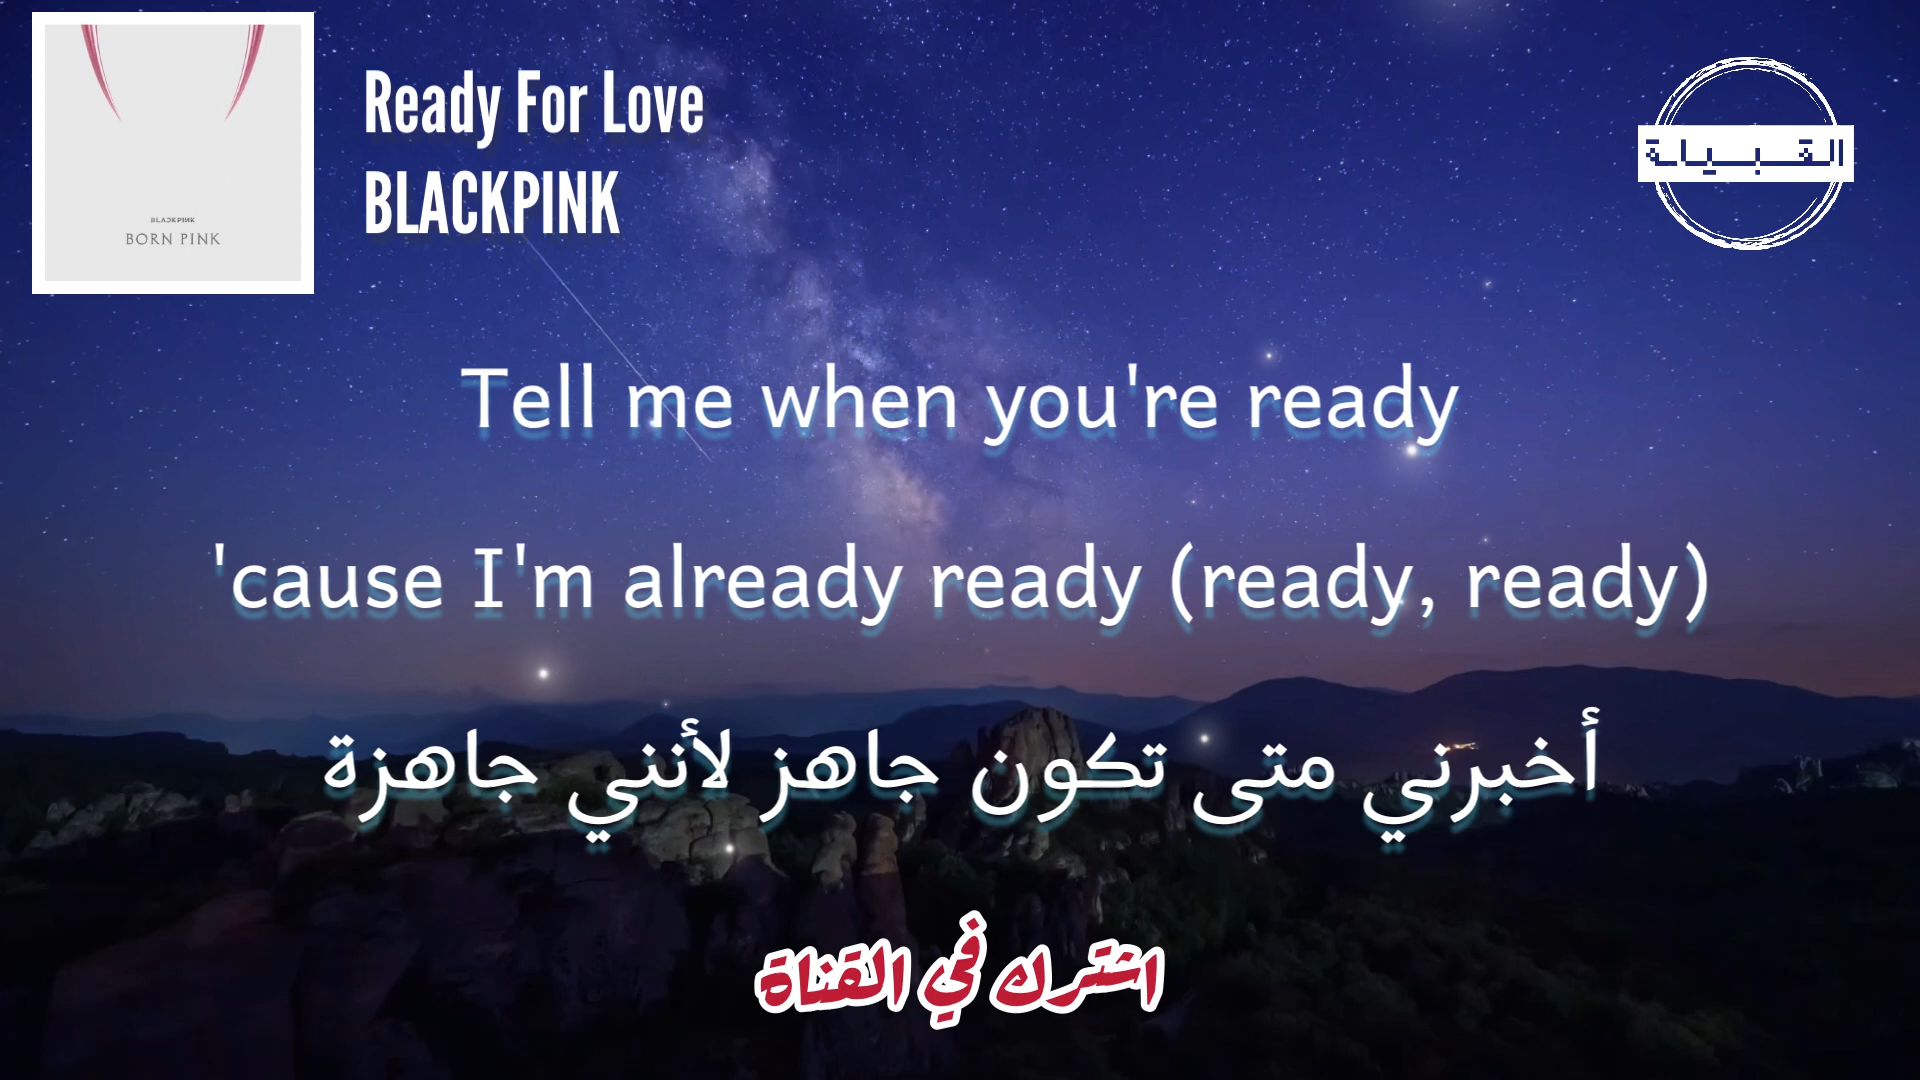 Ready For Love
BLACKPINK
BLACKPINK
BORN PINK
القبيلة
Tell me when you're ready
'cause I'm already ready (ready, ready)
أخبرني متى تكون جاهز لأنني جاهزة
اشترك في القناة